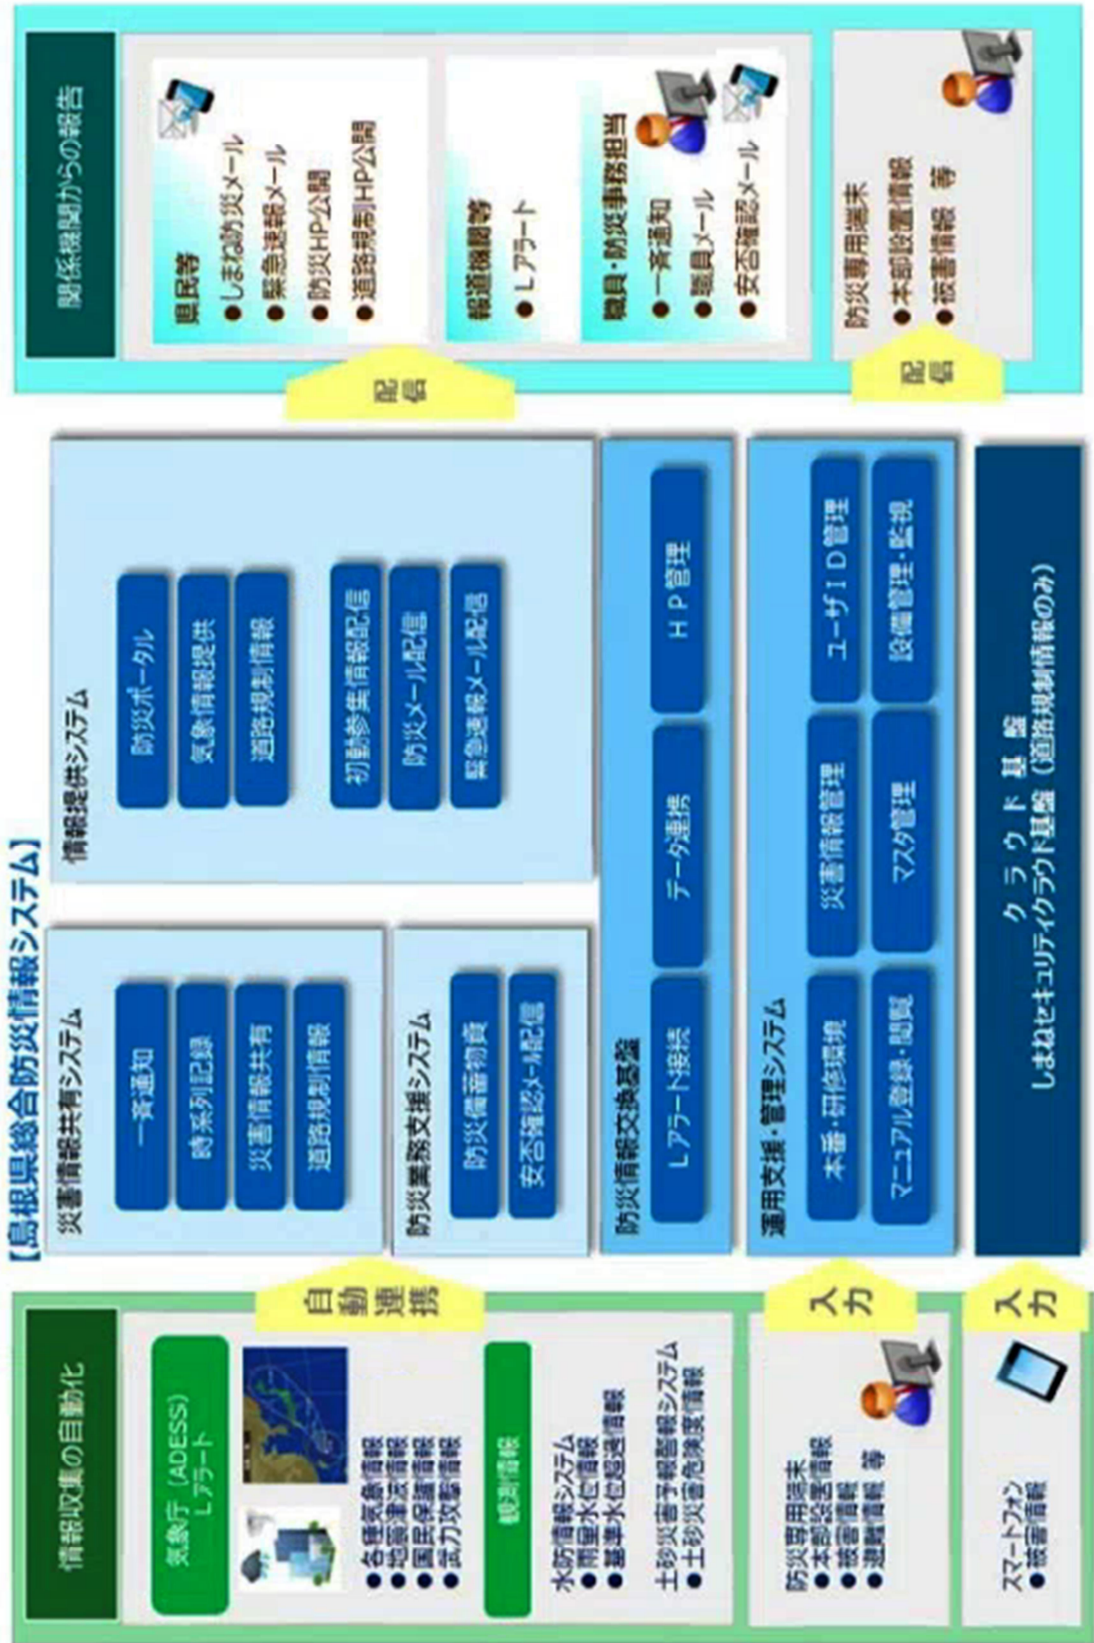 【島根県総合防災情報システム】
情報収集の自動化
気象庁（ADESS）
Lアラート
●各種気象情報
●地震津波情報
●国民保護情報
●武力攻撃情報
観測情報
水防情報システム
●雨量水位情報
●基準水位超過情報
土砂災害予報警報システム
●土砂災害危険度情報
自動連携
防災専用端末
●本部設置情報
●被害情報
●避難情報 等
入力
スマートフォン
●被害情報
入力
災害情報共有システム
一斉通知
時系列記録
災害情報共有
道路規制情報
防災業務支援システム
防災備蓄物資
安否確認メール配信
情報提供システム
防災ポータル
気象情報提供
道路規制情報
初動参集情報配信
防災メール配信
緊急速報メール配信
防災情報交換基盤
Lアラート接続
データ連携
HP管理
運用支援・管理システム
本番・研修環境
災害情報管理
ユーザID管理
マニュアル登録・閲覧
マスタ管理
設備管理・監視
クラウド基盤
しまねセキュリティクラウド基盤（道路規制情報のみ）
関係機関からの報告
配信
県民等
●しまね防災メール
●緊急速報メール
●防災HP公開
●道路規制HP公開
報道機関等
●Lアラート
職員・防災事務担当
●一斉通知
●職員メール
●安否確認メール
配信
防災専用端末
●本部設置情報
●被害情報 等